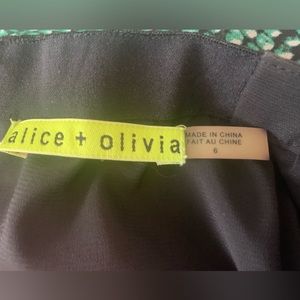 alice + olivia
MADE IN CHINA
FAIT AU CHINE
6